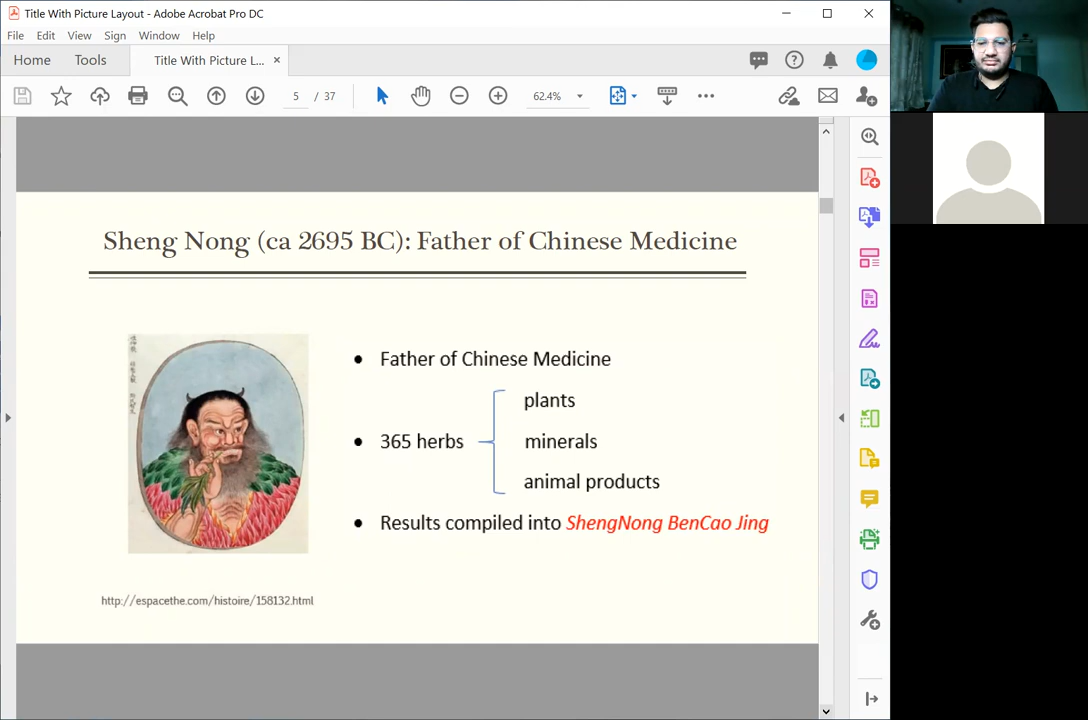 Title With Picture Layout - Adobe Acrobat Pro DC
File Edit View Sign Window Help
Home Tools Title With Picture L... ×
5 / 37 62.4%
Sheng Nong (ca 2695 BC): Father of Chinese Medicine
• Father of Chinese Medicine
plants
• 365 herbs
minerals
animal products
• Results compiled into ShengNong BenCao Jing
http://espacethe.com/histoire/158132.html